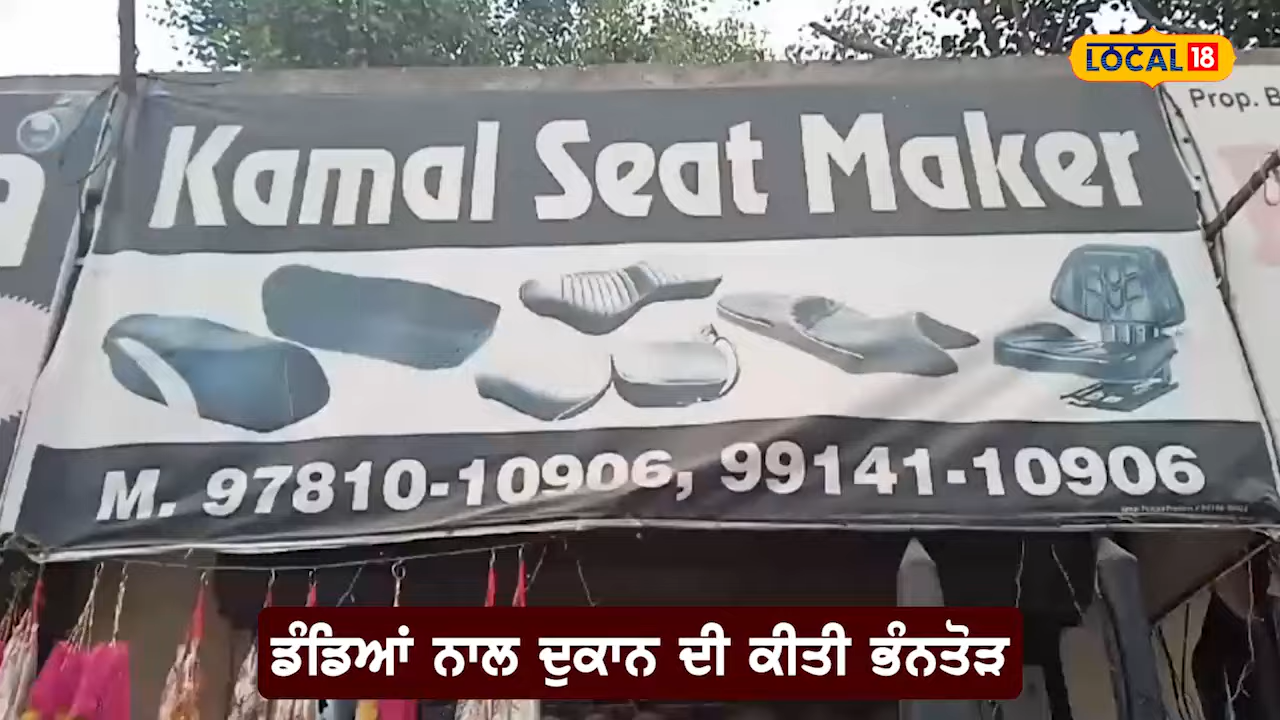 LOCAL 18
Prop. B
Kamal Seat Maker
M. 97810-10906, 99141-10906
ਡੰਡਿਆਂ ਨਾਲ ਦੁਕਾਨ ਦੀ ਕੀਤੀ ਭੰਨਤੋੜ